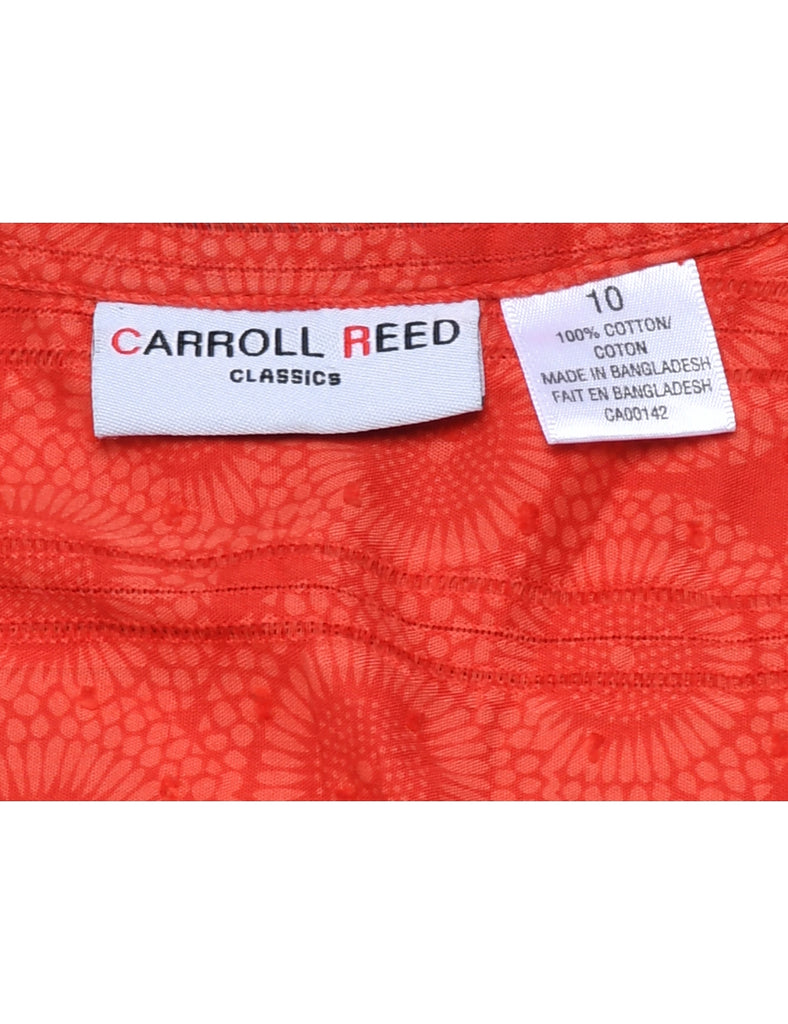 CARROLL REED
CLASSICS
10
100% COTTON/
COTON
MADE IN BANGLADESH
FAIT EN BANGLADESH
CA00142